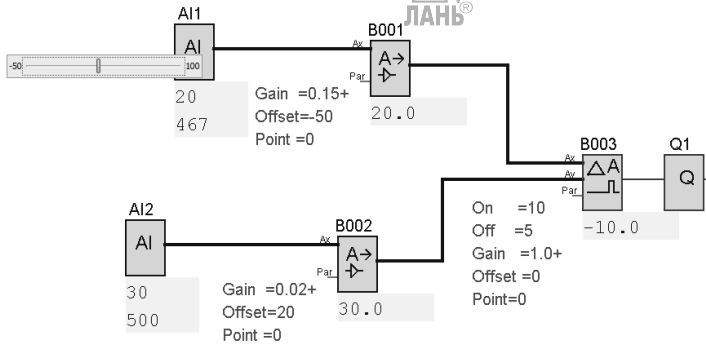 ЛАНЬ®
AI1
AI
-50
100
20
467
Gain =0.15+
Offset=-50
Point =0
B001
Ax
A→
Par
20.0
AI2
AI
30
500
Gain =0.02+
Offset=20
Point =0
B002
Ax
A→
Par
30.0
B003
Ax
Ay
Par
△A
On =10
Off =5
Gain =1.0+
Offset =0
Point=0
-10.0
Q1
Q